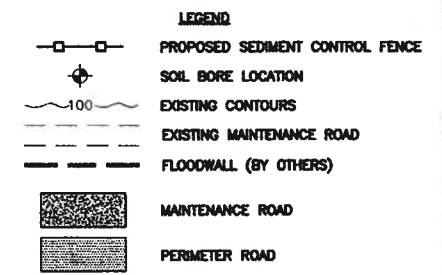 LEGEND
PROPOSED SEDIMENT CONTROL FENCE
SOIL BORE LOCATION
100 EXISTING CONTOURS
EXISTING MAINTENANCE ROAD
FLOODWALL (BY OTHERS)
MAINTENANCE ROAD
PERIMETER ROAD